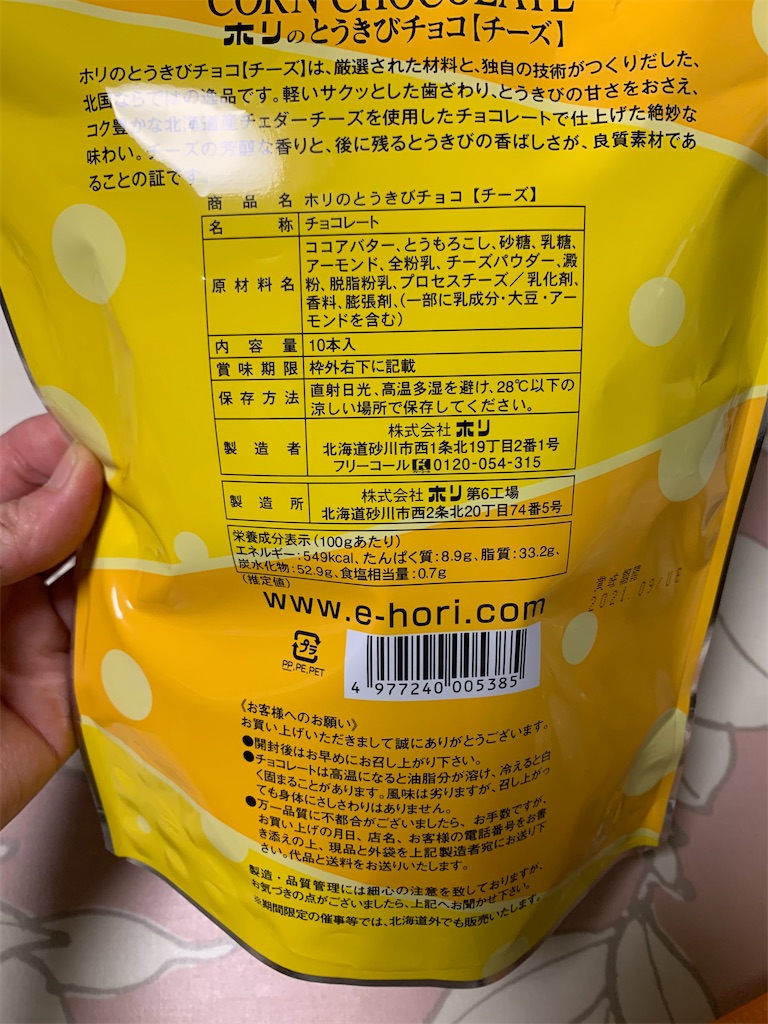 CORN CHOCOLATE
ホリのとうきびチョコ【チーズ】
ホリのとうきびチョコ【チーズ】は、厳選された材料と、独自の技術がつくりだした、
北国ならではの逸品です。軽いサクッとした歯ざわり、とうきびの甘さをおさえ、
コク豊かな北海道産チェダーチーズを使用したチョコレートで仕上げた絶妙な
味わい。チーズの芳醇な香りと、後に残るとうきびの香ばしさが、良質素材であ
ることの証です
商品名 ホリのとうきびチョコ【チーズ】
名称 チョコレート
原材料名 ココアバター、とうもろこし、砂糖、乳糖、
アーモンド、全粉乳、チーズパウダー、澱
粉、脱脂粉乳、プロセスチーズ/乳化剤、
香料、膨張剤、(一部に乳成分・大豆・アー
モンドを含む)
内容量 10本入
賞味期限 枠外右下に記載
保存方法 直射日光、高温多湿を避け、28℃以下の
涼しい場所で保存してください。
製造者 株式会社 ホリ
北海道砂川市西1条北19丁目2番1号
フリーコール 0120-054-315
製造所 株式会社 ホリ 第6工場
北海道砂川市西2条北20丁目74番5号
栄養成分表示(100gあたり)
エネルギー:549kcal、たんぱく質:8.9g、脂質:33.2g、
炭水化物:52.9g、食塩相当量:0.7g
(推定値)
www.e-hori.com
賞味期限
2021.09/UE
プラ
PP,PE,PET
4 977240 005385
《お客様へのお願い》
お買い上げいただきまして誠にありがとうございます。
●開封後はお早めにお召し上がり下さい。
●チョコレートは高温になると油脂分が溶け、冷えると白
く固まることがあります。風味は劣りますが、召し上がっ
ても身体にさしさわりはありません。
●万一品質に不都合がございましたら、お手数ですが、
お買い上げの月日、店名、お客様の電話番号をお書
き添えの上、現品と外袋を上記製造者宛にお送り下
さい。代品と送料をお送りいたします。
製造・品質管理には細心の注意を致しておりますが、
お気づきの点がございましたら、上記へお聞かせ下さい。
※期間限定の催事等では、北海道外でも販売いたします。